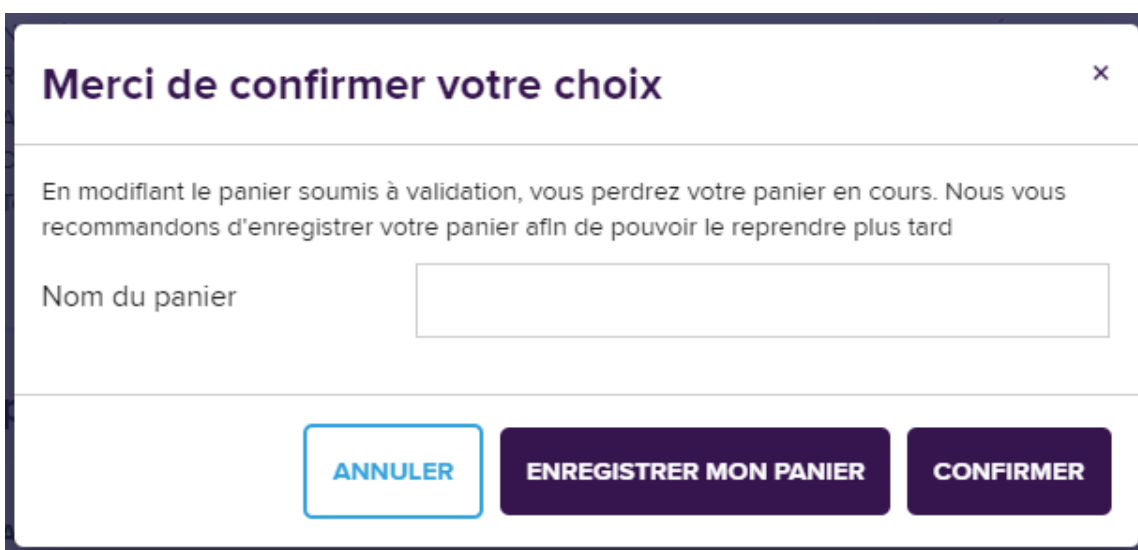 Merci de confirmer votre choix
×
En modifiant le panier soumis à validation, vous perdrez votre panier en cours. Nous vous
recommandons d'enregistrer votre panier afin de pouvoir le reprendre plus tard
Nom du panier
ANNULER
ENREGISTRER MON PANIER
CONFIRMER